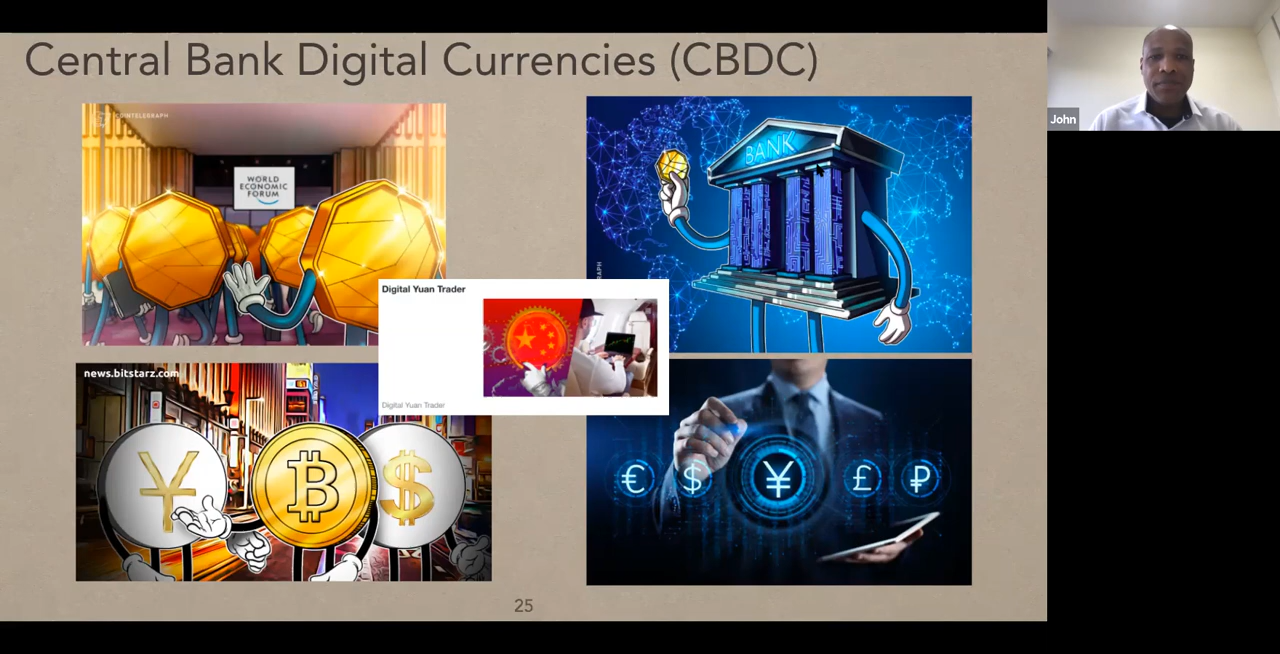 Central Bank Digital Currencies (CBDC)
COINTELEGRAPH
WORLD
ECONOMIC
FORUM
BANK
John
Digital Yuan Trader
Digital Yuan Trader
news.bitstarz.com
¥
B
$
€
$
¥
£
₽
25